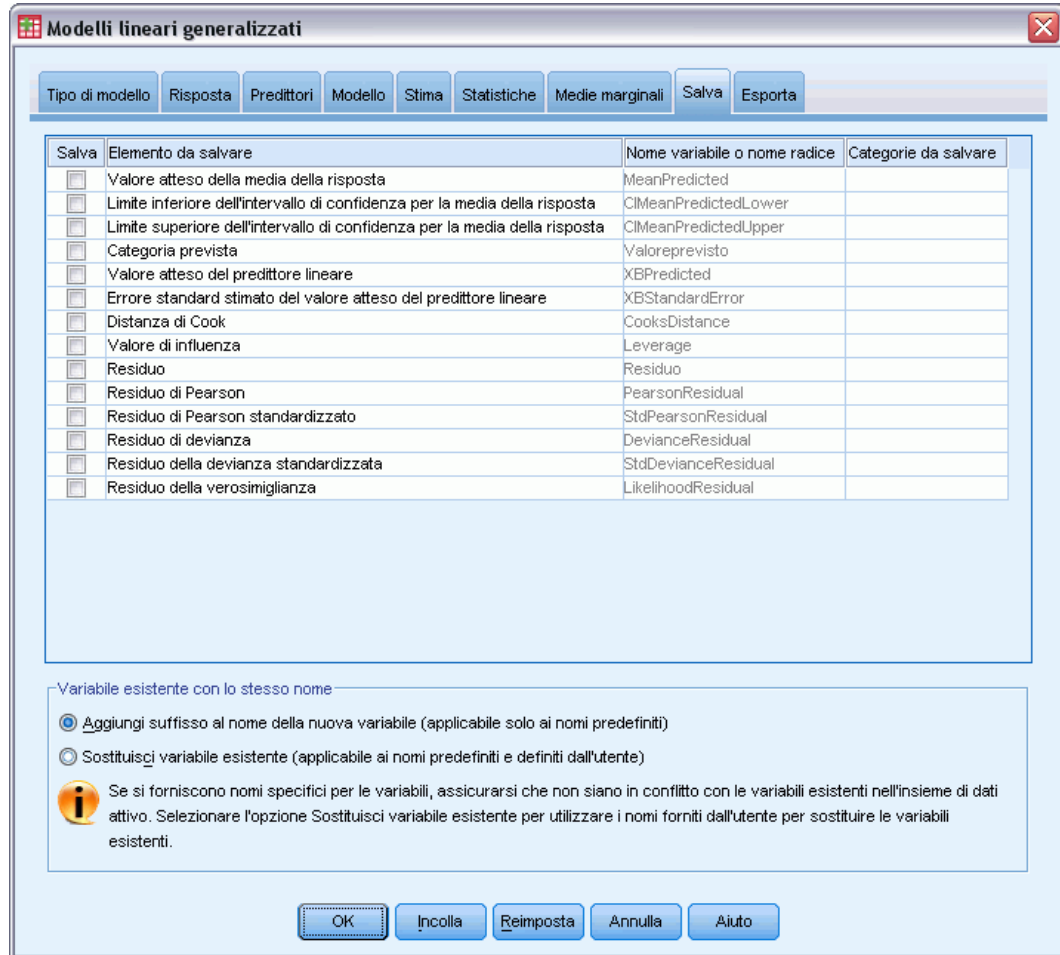 Modelli lineari generalizzati
Tipo di modello Risposta Predittori Modello Stima Statistiche Medie marginali Salva Esporta
Salva Elemento da salvare Nome variabile o nome radice Categorie da salvare
Valore atteso della media della risposta MeanPredicted
Limite inferiore dell'intervallo di confidenza per la media della risposta CIMeanPredictedLower
Limite superiore dell'intervallo di confidenza per la media della risposta CIMeanPredictedUpper
Categoria prevista Valoreprevisto
Valore atteso del predittore lineare XBPredicted
Errore standard stimato del valore atteso del predittore lineare XBStandardError
Distanza di Cook CooksDistance
Valore di influenza Leverage
Residuo Residuo
Residuo di Pearson PearsonResidual
Residuo di Pearson standardizzato StdPearsonResidual
Residuo di devianza DevianceResidual
Residuo della devianza standardizzata StdDevianceResidual
Residuo della verosimiglianza LikelihoodResidual
Variabile esistente con lo stesso nome
Aggiungi suffisso al nome della nuova variabile (applicabile solo ai nomi predefiniti)
Sostituisci variabile esistente (applicabile ai nomi predefiniti e definiti dall'utente)
Se si forniscono nomi specifici per le variabili, assicurarsi che non siano in conflitto con le variabili esistenti nell'insieme di dati
attivo. Selezionare l'opzione Sostituisci variabile esistente per utilizzare i nomi forniti dall'utente per sostituire le variabili
esistenti.
OK Incolla Reimposta Annulla Aiuto